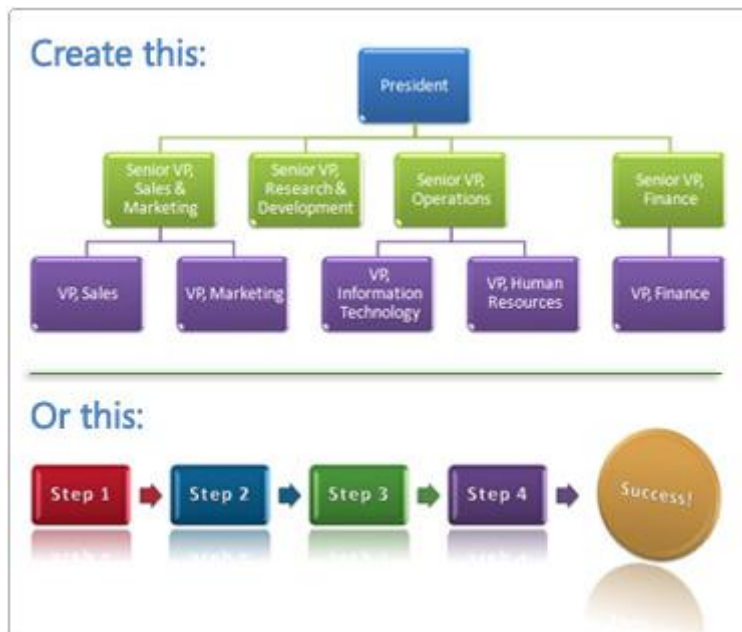 Create this:
President
Senior VP,
Sales &
Marketing
Senior VP,
Research &
Development
Senior VP,
Operations
Senior VP,
Finance
VP, Sales
VP, Marketing
VP,
Information
Technology
VP, Human
Resources
VP, Finance
Or this:
Step 1
Step 2
Step 3
Step 4
Success!